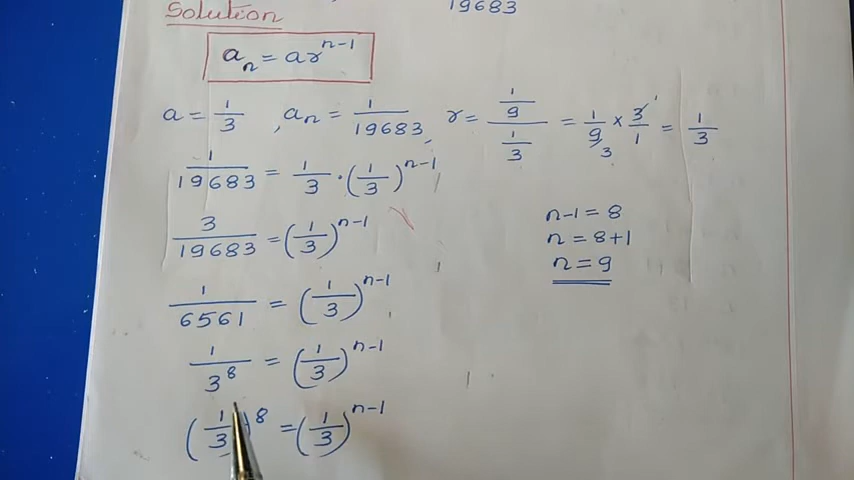 Solution
19683
aₙ = arⁿ⁻¹
a = 1/3 , aₙ = 1/19683 , r = (1/9)/(1/3) = 1/9 3 × 3/1 1 = 1/3
1/19683 = 1/3 · (1/3)ⁿ⁻¹
3/19683 = (1/3)ⁿ⁻¹
1/6561 = (1/3)ⁿ⁻¹
1/3⁸ = (1/3)ⁿ⁻¹
(1/3)⁸ = (1/3)ⁿ⁻¹
n-1 = 8
n = 8+1
n = 9